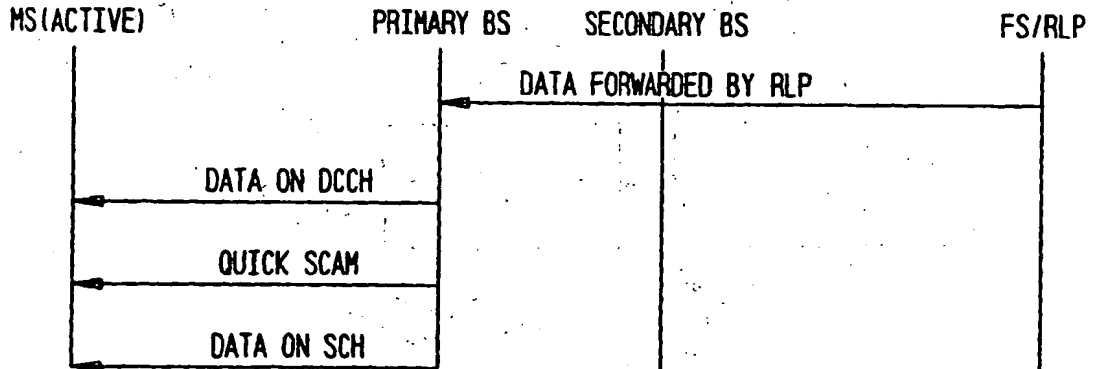 MS(ACTIVE) PRIMARY BS SECONDARY BS FS/RLP
DATA FORWARDED BY RLP
DATA ON DCCH
QUICK SCAM
DATA ON SCH